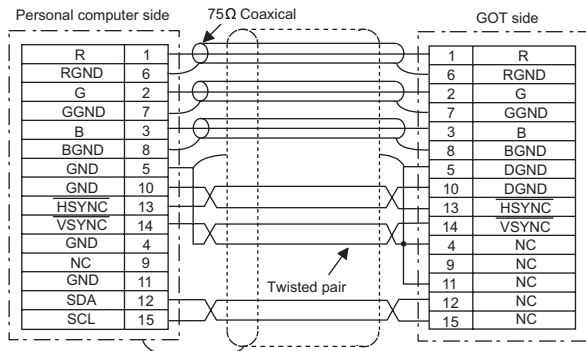 Personal computer side
75Ω Coaxical
GOT side
R 1
RGND 6
G 2
GGND 7
B 3
BGND 8
GND 5
GND 10
HSYNC 13
VSYNC 14
GND 4
NC 9
GND 11
SDA 12
SCL 15
1 R
6 RGND
2 G
7 GGND
3 B
8 BGND
5 DGND
10 DGND
13 HSYNC
14 VSYNC
4 NC
9 NC
11 NC
12 NC
15 NC
Twisted pair